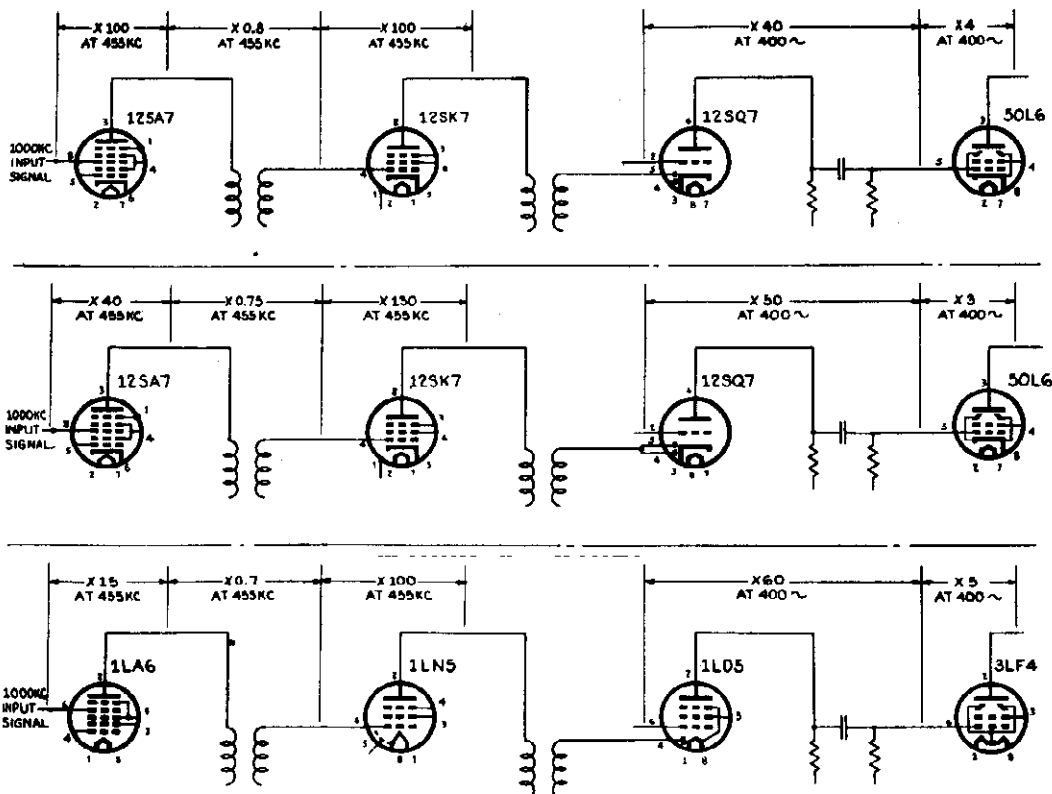 X 100 X 0.8 X 100 X 40 X 4
AT 455KC AT 455KC AT 455KC AT 400~ AT 400~
12SA7 12SK7 12SQ7 50L6
1000KC
INPUT
SIGNAL
X 40 X 0.75 X 130 X 50 X 3
AT 455KC AT 455KC AT 455KC AT 400~ AT 400~
12SA7 12SK7 12SQ7 50L6
1000KC
INPUT
SIGNAL
X 15 X 0.7 X 100 X 60 X 5
AT 455KC AT 455KC AT 455KC AT 400~ AT 400~
1LA6 1LN5 1LD5 3LF4
1000KC
INPUT
SIGNAL